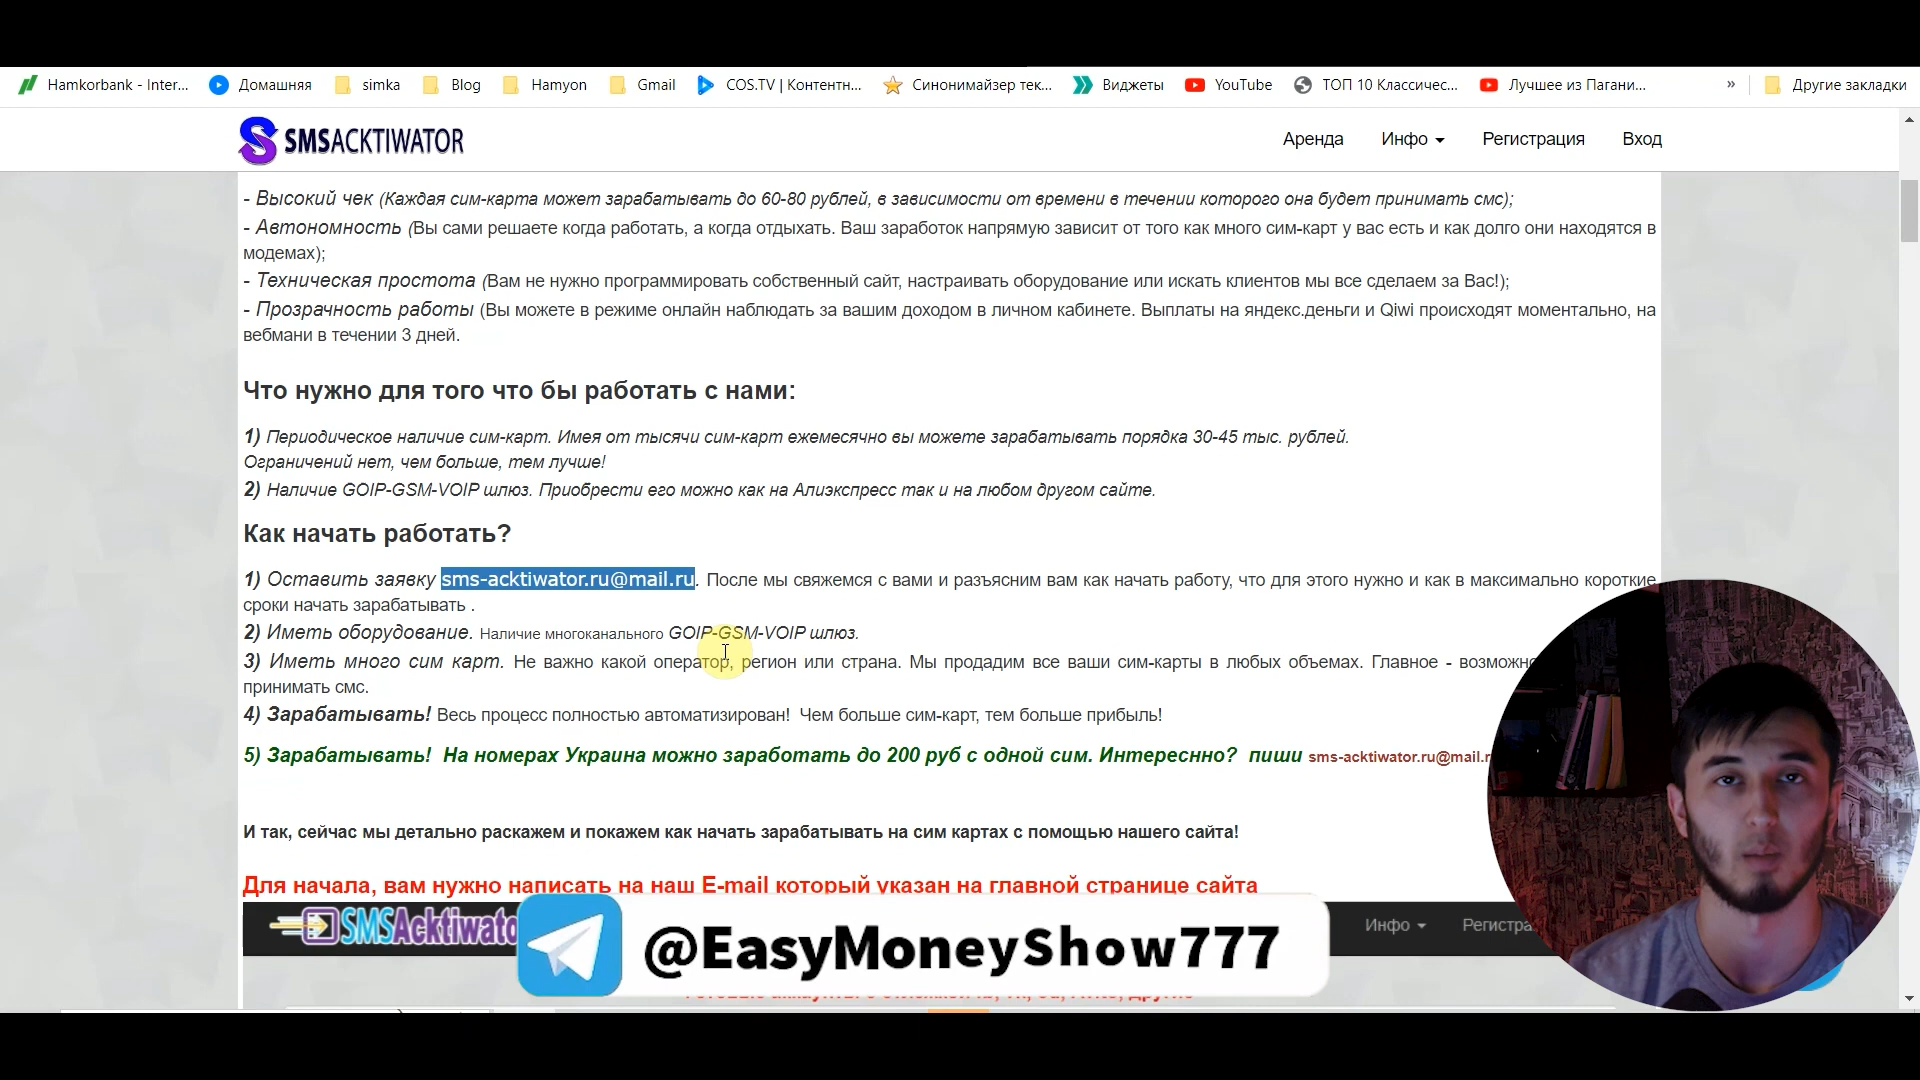 Hamkorbank - Inter... Домашняя simka Blog Hamyon Gmail COS.TV | Контентн... Синонимайзер тек... Виджеты YouTube ТОП 10 Классичес... Лучшее из Пагани... » Другие закладки
SMSACKTIWATOR Аренда Инфо Регистрация Вход
- Высокий чек (Каждая сим-карта может зарабатывать до 60-80 рублей, в зависимости от времени в течении которого она будет принимать смс);
- Автономность (Вы сами решаете когда работать, а когда отдыхать. Ваш заработок напрямую зависит от того как много сим-карт у вас есть и как долго они находятся в
модемах);
- Техническая простота (Вам не нужно программировать собственный сайт, настраивать оборудование или искать клиентов мы все сделаем за Вас!);
- Прозрачность работы (Вы можете в режиме онлайн наблюдать за вашим доходом в личном кабинете. Выплаты на яндекс.деньги и Qiwi происходят моментально, на
вебмани в течении 3 дней.
Что нужно для того что бы работать с нами:
1) Периодическое наличие сим-карт. Имея от тысячи сим-карт ежемесячно вы можете зарабатывать порядка 30-45 тыс. рублей.
Ограничений нет, чем больше, тем лучше!
2) Наличие GOIP-GSM-VOIP шлюз. Приобрести его можно как на Алиэкспресс так и на любом другом сайте.
Как начать работать?
1) Оставить заявку sms-acktiwator.ru@mail.ru. После мы свяжемся с вами и разъясним вам как начать работу, что для этого нужно и как в максимально короткие
сроки начать зарабатывать .
2) Иметь оборудование. Наличие многоканального GOIP-GSM-VOIP шлюз.
3) Иметь много сим карт. Не важно какой оператор, регион или страна. Мы продадим все ваши сим-карты в любых объемах. Главное -
принимать смс.
4) Зарабатывать! Весь процесс полностью автоматизирован! Чем больше сим-карт, тем больше прибыль!
5) Зарабатывать! На номерах Украина можно заработать до 200 руб с одной сим. Интереснно? пиши sms-acktiwator.ru@mail.r
И так, сейчас мы детально раскажем и покажем как начать зарабатывать на сим картах с помощью нашего сайта!
Для начала, вам нужно написать на наш E-mail который указан на главной странице сайта
SMSAcktiwato Инфо Регистра
@EasyMoneyShow777